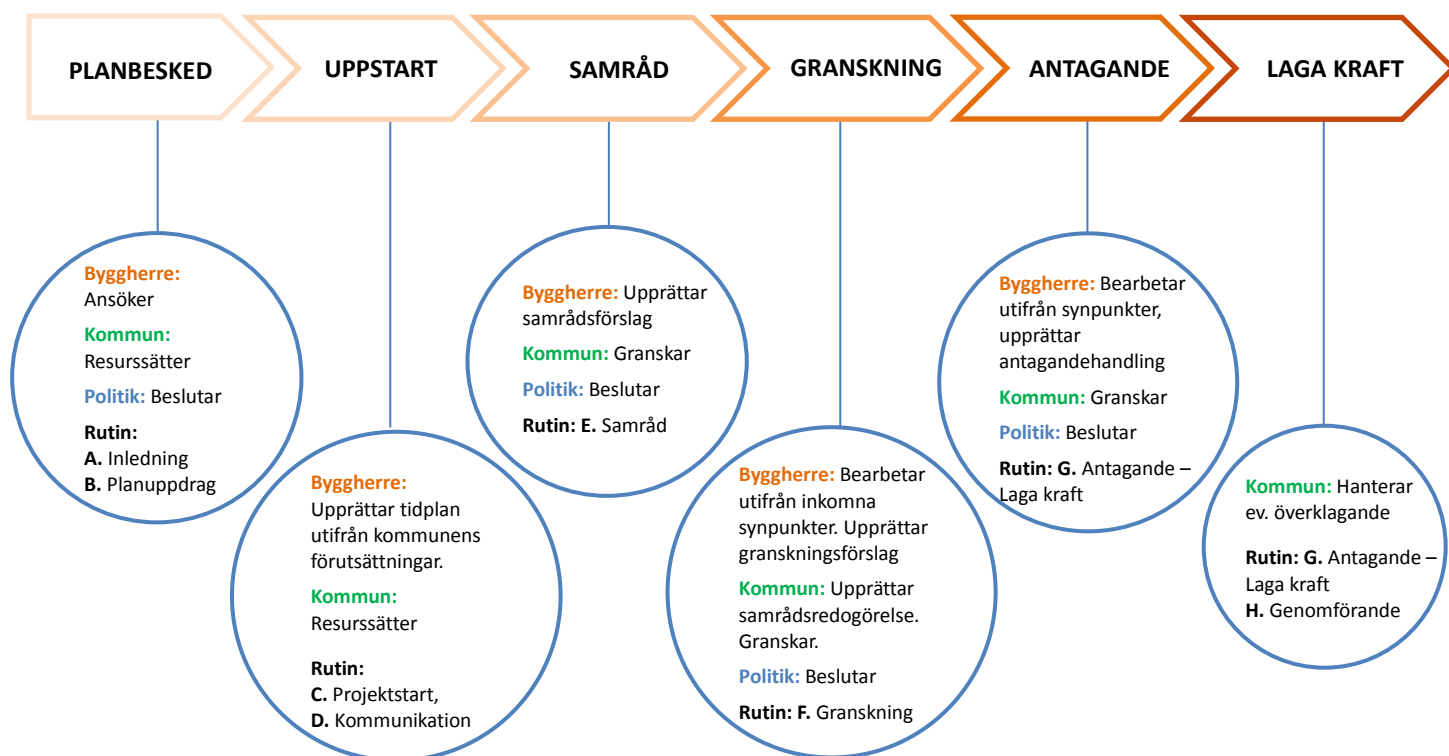 PLANBESKED
UPPSTART
SAMRÅD
GRANSKNING
ANTAGANDE
LAGA KRAFT
Byggherre:
Ansöker
Kommun:
Resurssätter
Politik: Beslutar
Rutin:
A. Inledning
B. Planuppdrag
Byggherre:
Upprättar tidplan
utifrån kommunens
förutsättningar.
Kommun:
Resurssätter
Rutin:
C. Projektstart,
D. Kommunikation
Byggherre: Upprättar
samrådsförslag
Kommun: Granskar
Politik: Beslutar
Rutin: E. Samråd
Byggherre: Bearbetar
utifrån inkomna
synpunkter. Upprättar
granskningsförslag
Kommun: Upprättar
samrådsredogörelse.
Granskar.
Politik: Beslutar
Rutin: F. Granskning
Byggherre: Bearbetar
utifrån synpunkter,
upprättar
antagandehandling
Kommun: Granskar
Politik: Beslutar
Rutin: G. Antagande –
Laga kraft
Kommun: Hanterar
ev. överklagande
Rutin: G. Antagande –
Laga kraft
H. Genomförande